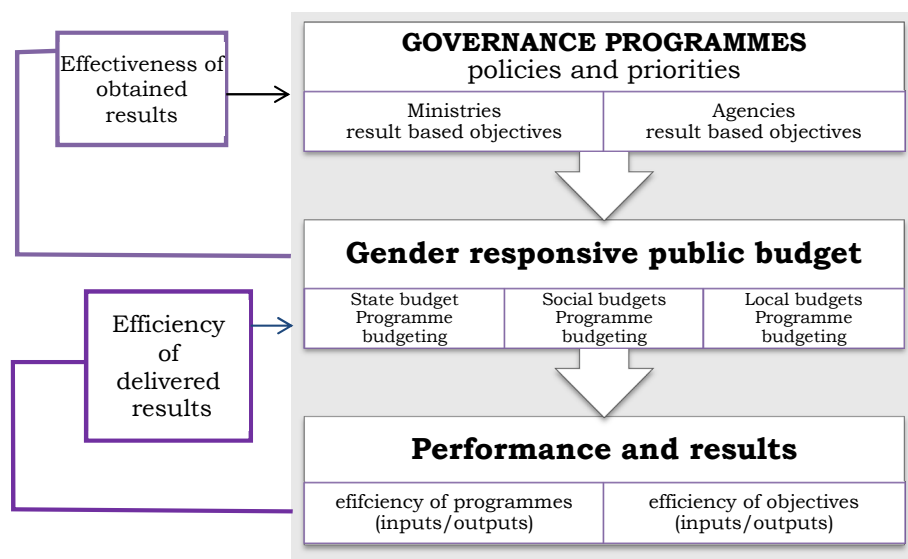 Effectiveness of
obtained
results
GOVERNANCE PROGRAMMES
policies and priorities
Ministries
result based objectives
Agencies
result based objectives
Gender responsive public budget
State budget
Programme
budgeting
Social budgets
Programme
budgeting
Local budgets
Programme
budgeting
Efficiency
of
delivered
results
Performance and results
efifciency of programmes
(inputs/outputs)
efficiency of objectives
(inputs/outputs)